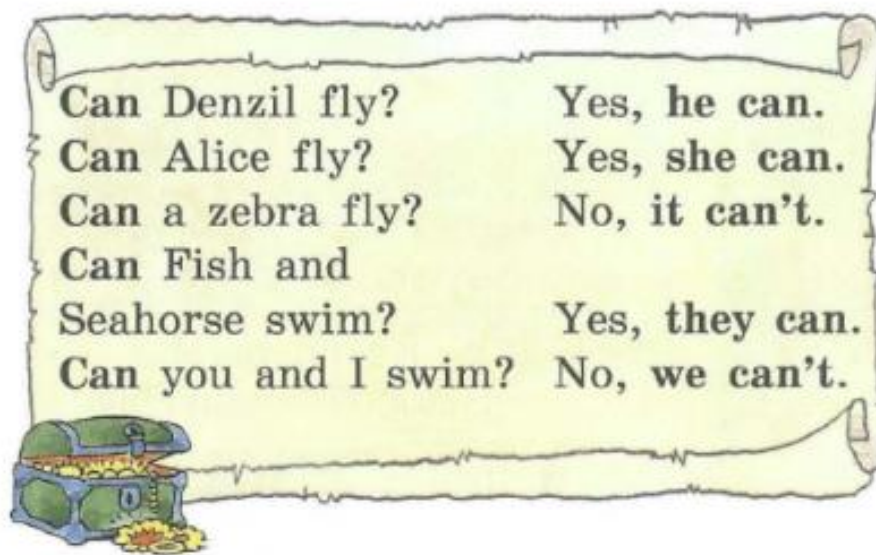 Can Denzil fly? Yes, he can.
Can Alice fly? Yes, she can.
Can a zebra fly? No, it can't.
Can Fish and
Seahorse swim? Yes, they can.
Can you and I swim? No, we can't.